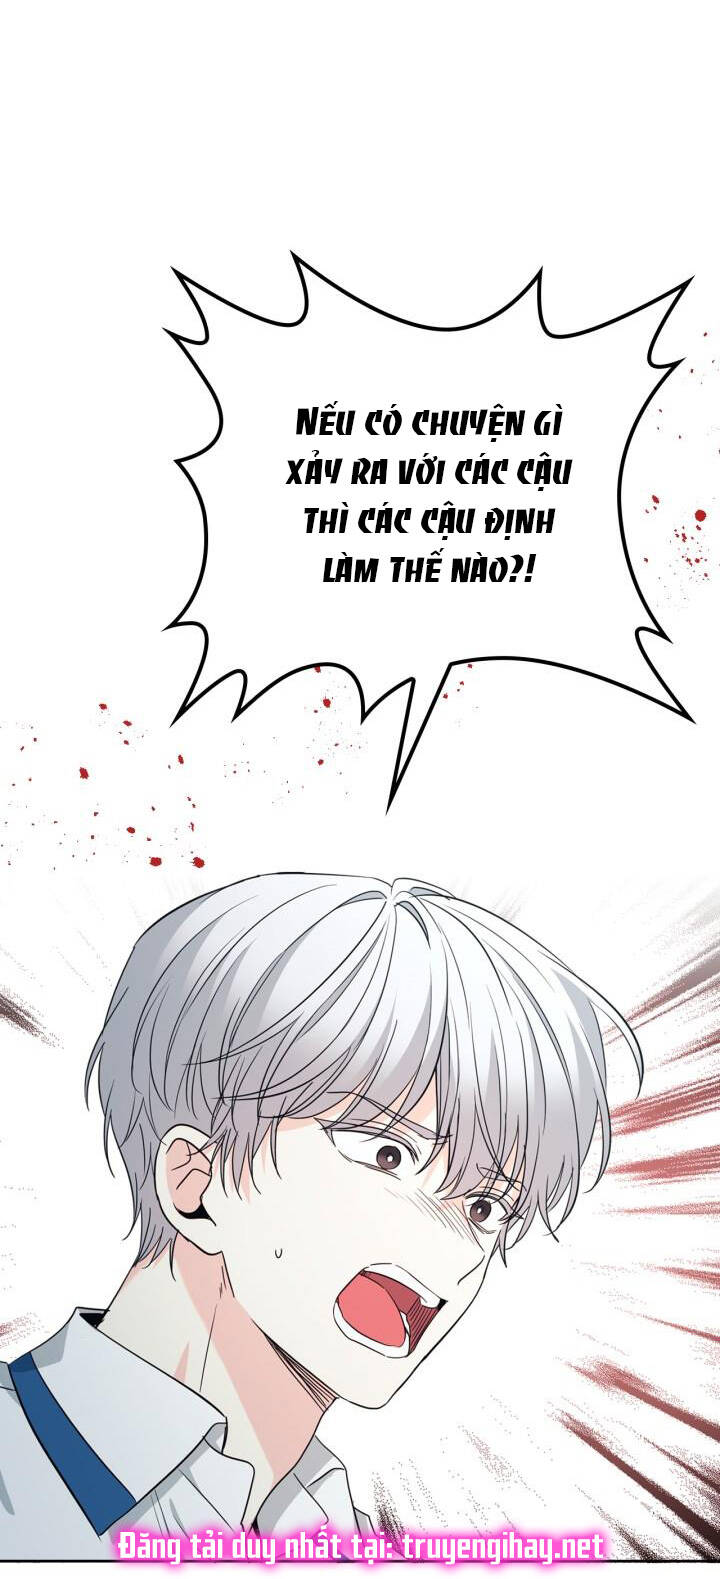 NẾU CÓ CHUYỆN GÌ
XẢY RA VỚI CÁC CẬU
THÌ CÁC CẬU ĐỊNH
LÀM THẾ NÀO?!
Đăng tải duy nhất tại: truyengihay.net